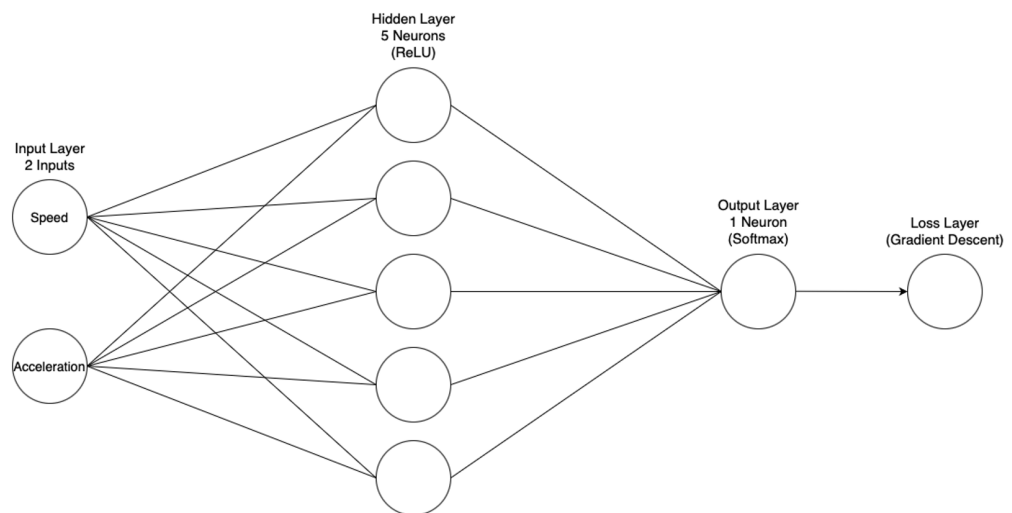 Hidden Layer
5 Neurons
(ReLU)
Input Layer
2 Inputs
Speed
Acceleration
Output Layer
1 Neuron
(Softmax)
Loss Layer
(Gradient Descent)